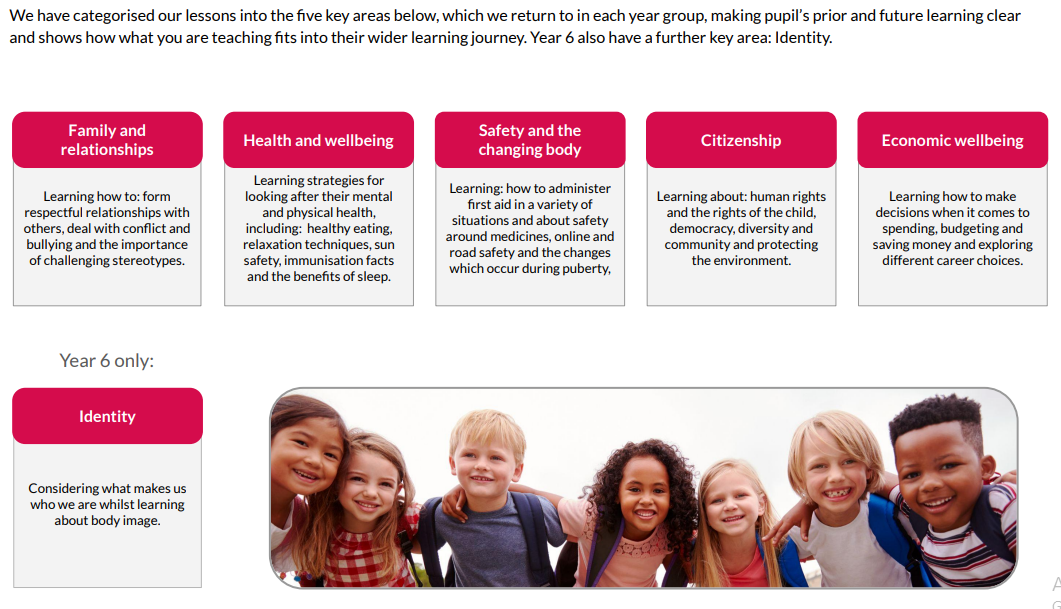 We have categorised our lessons into the five key areas below, which we return to in each year group, making pupil's prior and future learning clear
and shows how what you are teaching fits into their wider learning journey. Year 6 also have a further key area: Identity.
Family and
relationships
Learning how to: form
respectful relationships with
others, deal with conflict and
bullying and the importance
of challenging stereotypes.
Health and wellbeing
Learning strategies for
looking after their mental
and physical health,
including: healthy eating,
relaxation techniques, sun
safety, immunisation facts
and the benefits of sleep.
Safety and the
changing body
Learning: how to administer
first aid in a variety of
situations and about safety
around medicines, online and
road safety and the changes
which occur during puberty,
Citizenship
Learning about: human rights
and the rights of the child,
democracy, diversity and
community and protecting
the environment.
Economic wellbeing
Learning how to make
decisions when it comes to
spending, budgeting and
saving money and exploring
different career choices.
Year 6 only:
Identity
Considering what makes us
who we are whilst learning
about body image.